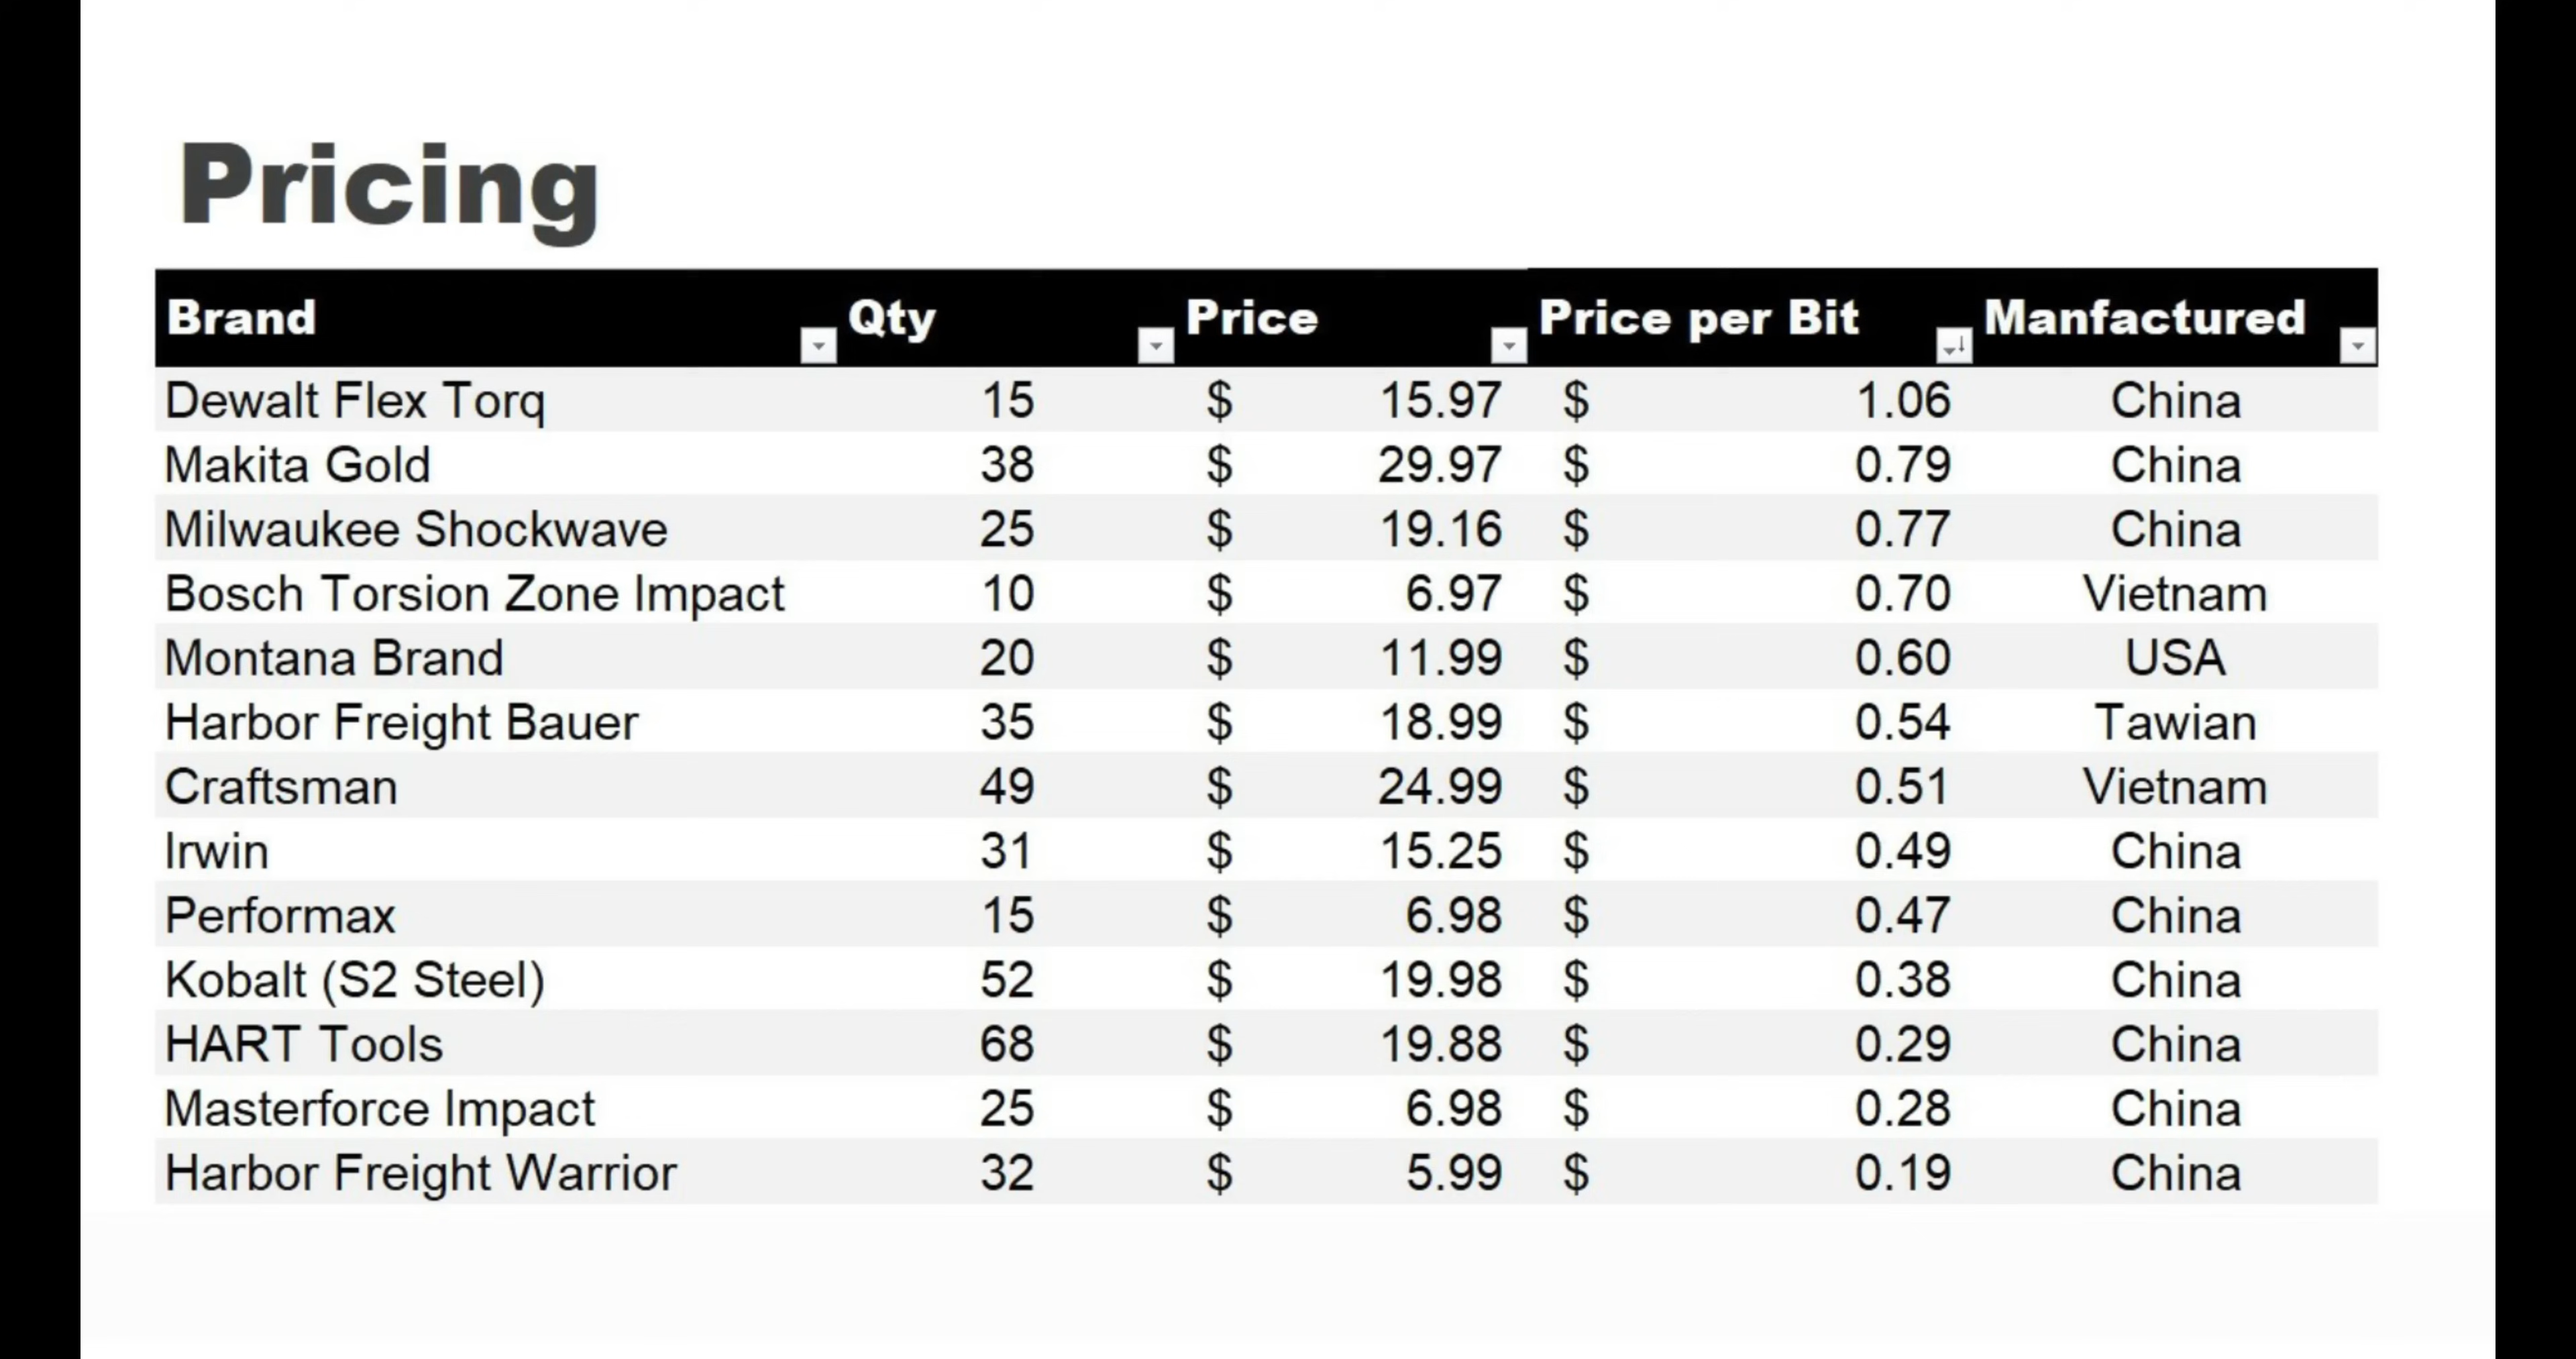 Pricing
Brand Qty Price Price per Bit Manfactured
Dewalt Flex Torq 15 $ 15.97 $ 1.06 China
Makita Gold 38 $ 29.97 $ 0.79 China
Milwaukee Shockwave 25 $ 19.16 $ 0.77 China
Bosch Torsion Zone Impact 10 $ 6.97 $ 0.70 Vietnam
Montana Brand 20 $ 11.99 $ 0.60 USA
Harbor Freight Bauer 35 $ 18.99 $ 0.54 Tawian
Craftsman 49 $ 24.99 $ 0.51 Vietnam
Irwin 31 $ 15.25 $ 0.49 China
Performax 15 $ 6.98 $ 0.47 China
Kobalt (S2 Steel) 52 $ 19.98 $ 0.38 China
HART Tools 68 $ 19.88 $ 0.29 China
Masterforce Impact 25 $ 6.98 $ 0.28 China
Harbor Freight Warrior 32 $ 5.99 $ 0.19 China